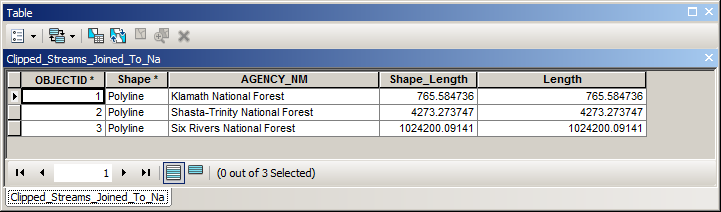 Table
Clipped_Streams_Joined_To_Na
OBJECTID * Shape * AGENCY_NM Shape_Length Length
1 Polyline Klamath National Forest 765.584736 765.584736
2 Polyline Shasta-Trinity National Forest 4273.273747 4273.273747
3 Polyline Six Rivers National Forest 1024200.09141 1024200.09141
1 (0 out of 3 Selected)
Clipped_Streams_Joined_To_Na